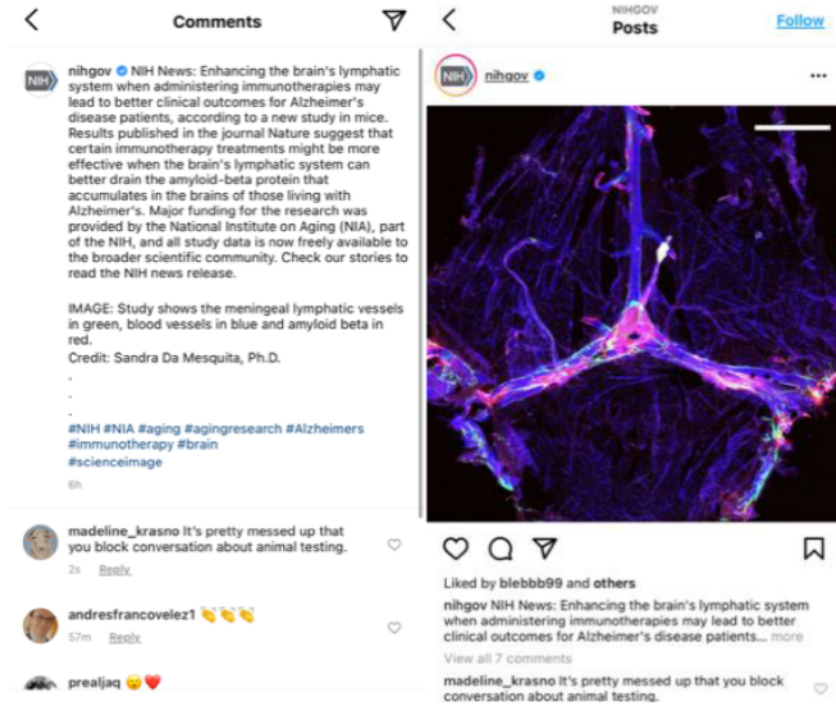 Comments
NIH
nihgov NIH News: Enhancing the brain's lymphatic
system when administering immunotherapies may
lead to better clinical outcomes for Alzheimer's
disease patients, according to a new study in mice.
Results published in the journal Nature suggest that
certain immunotherapy treatments might be more
effective when the brain's lymphatic system can
better drain the amyloid-beta protein that
accumulates in the brains of those living with
Alzheimer's. Major funding for the research was
provided by the National Institute on Aging (NIA), part
of the NIH, and all study data is now freely available to
the broader scientific community. Check our stories to
read the NIH news release.
IMAGE: Study shows the meningeal lymphatic vessels
in green, blood vessels in blue and amyloid beta in
red.
Credit: Sandra Da Mesquita, Ph.D.
.
.
.
#NIH #NIA #aging #agingresearch #Alzheimers
#immunotherapy #brain
#scienceimage
6h
madeline_krasno It's pretty messed up that
you block conversation about animal testing.
2s Reply
andresfrancovelez1 👏👏👏
57m Reply
prealjaq 😌❤️
NIHGOV
Posts
Follow
NIH
nihgov
Liked by blebbb99 and others
nihgov NIH News: Enhancing the brain's lymphatic system
when administering immunotherapies may lead to better
clinical outcomes for Alzheimer's disease patients... more
View all 7 comments
madeline_krasno It's pretty messed up that you block
conversation about animal testing.